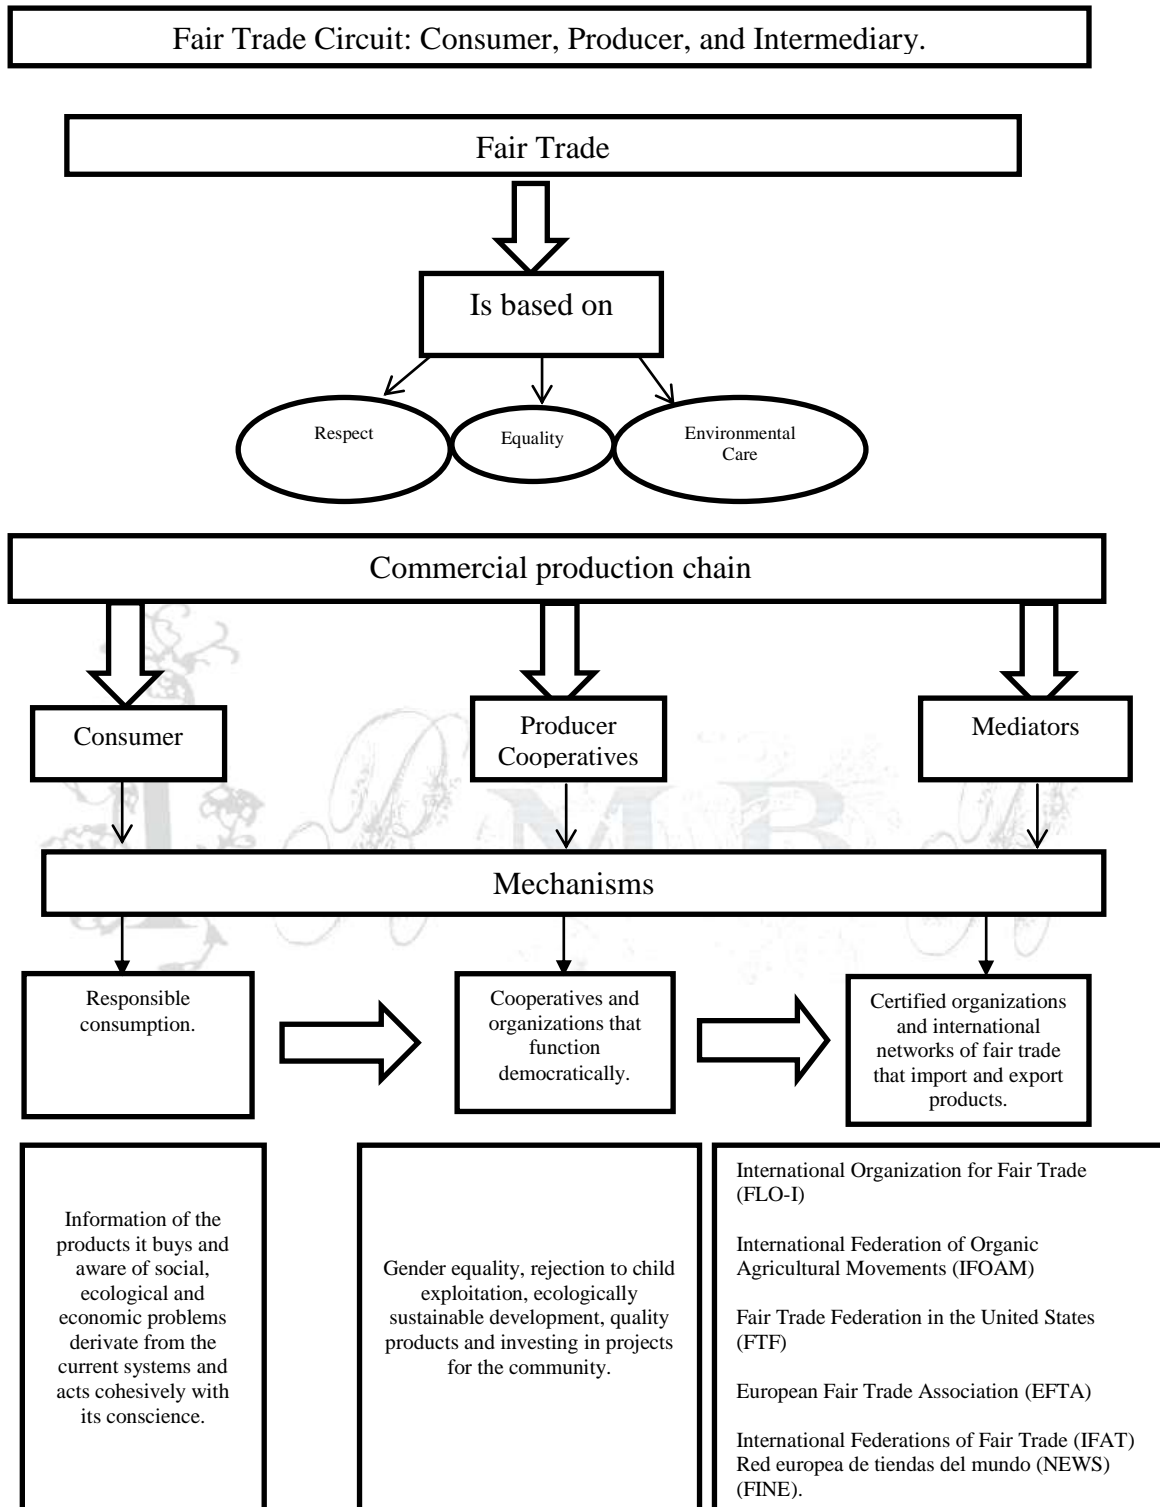 Fair Trade Circuit: Consumer, Producer, and Intermediary.
Fair Trade
Is based on
Respect
Equality
Environmental
Care
Commercial production chain
Consumer
Producer
Cooperatives
Mediators
Mechanisms
Responsible
consumption.
Cooperatives and
organizations that
function
democratically.
Certified organizations
and international
networks of fair trade
that import and export
products.
Information of the
products it buys and
aware of social,
ecological and
economic problems
derivate from the
current systems and
acts cohesively with
its conscience.
Gender equality, rejection to child
exploitation, ecologically
sustainable development, quality
products and investing in projects
for the community.
International Organization for Fair Trade
(FLO-I)
International Federation of Organic
Agricultural Movements (IFOAM)
Fair Trade Federation in the United States
(FTF)
European Fair Trade Association (EFTA)
International Federations of Fair Trade (IFAT)
Red europea de tiendas del mundo (NEWS)
(FINE).